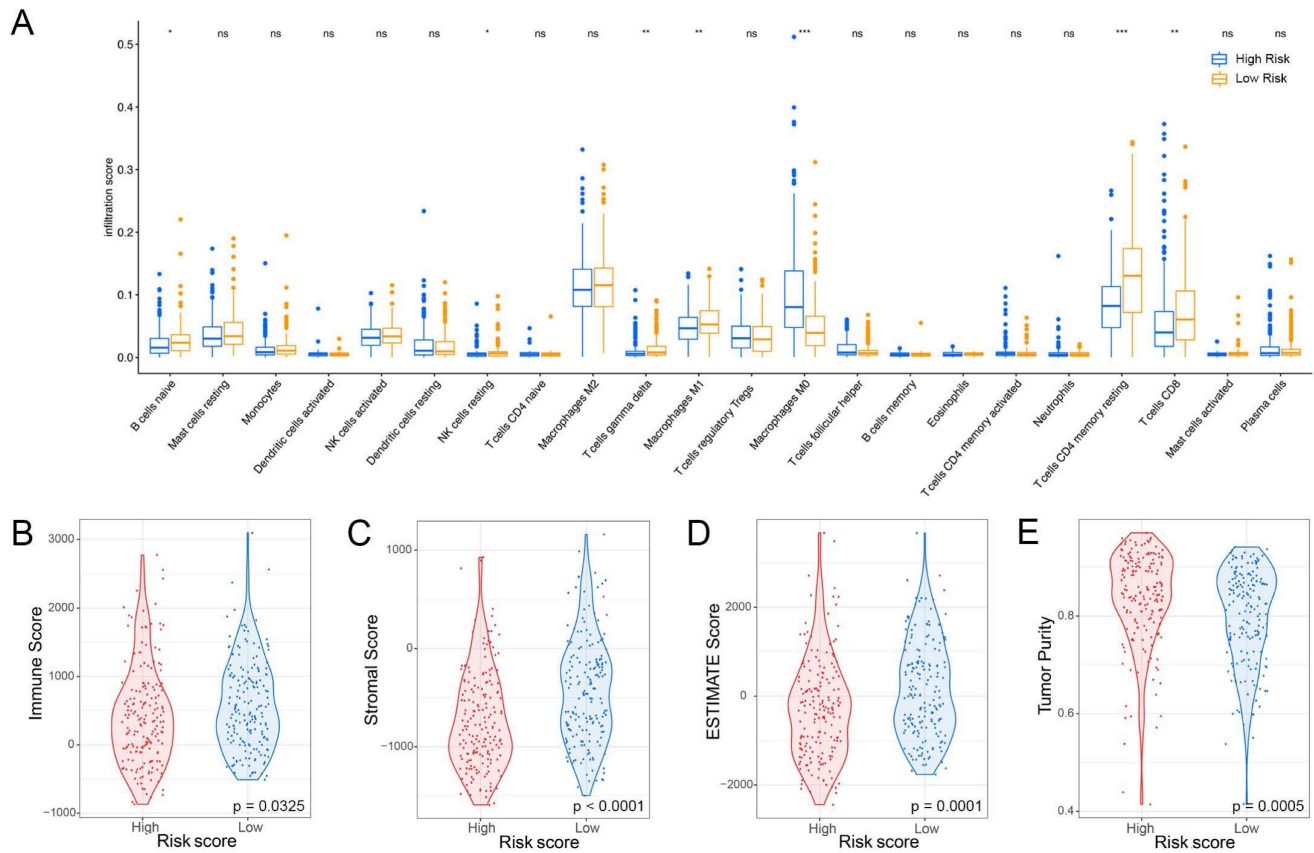 A
* ns ns ns ns ns * ns ns ** ** ns *** ns ns ns ns ns *** ** ns ns
High Risk
Low Risk
infiltration score
0.5
0.4
0.3
0.2
0.1
0.0
B cells naive
Mast cells resting
Monocytes
Dendritic cells activated
NK cells activated
Dendritic cells resting
NK cells resting
T cells CD4 naive
Macrophages M2
T cells gamma delta
Macrophages M1
T cells regulatory Tregs
Macrophages M0
T cells follicular helper
B cells memory
Eosinophils
T cells CD4 memory activated
Neutrophils
T cells CD4 memory resting
T cells CD8
Mast cells activated
Plasma cells
B
Immune Score
3000
2000
1000
0
−1000
p = 0.0325
High Low
Risk score
C
Stromal Score
1000
0
−1000
p < 0.0001
High Low
Risk score
D
ESTIMATE Score
2000
0
−2000
p = 0.0001
High Low
Risk score
E
Tumor Purity
0.8
0.6
0.4
p = 0.0005
High Low
Risk score